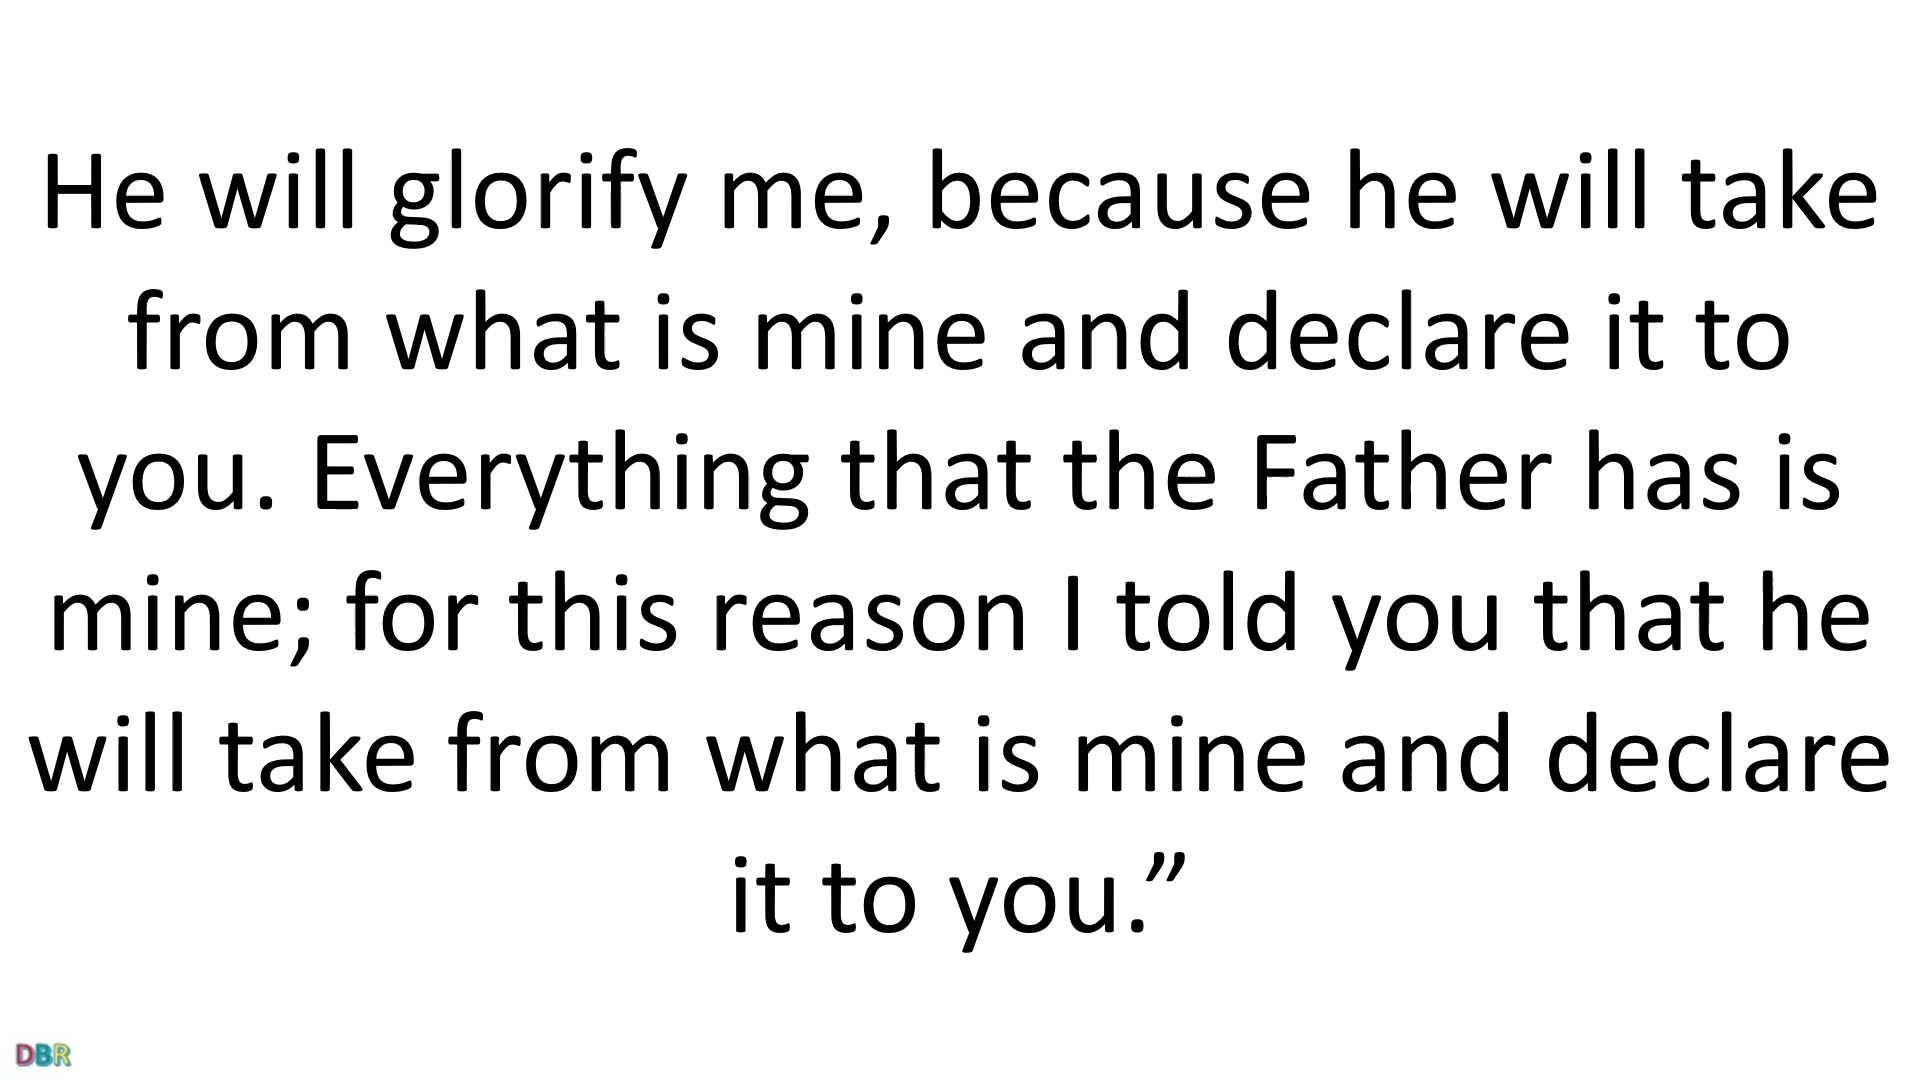 He will glorify me, because he will take
from what is mine and declare it to
you. Everything that the Father has is
mine; for this reason I told you that he
will take from what is mine and declare
it to you.”
DBR